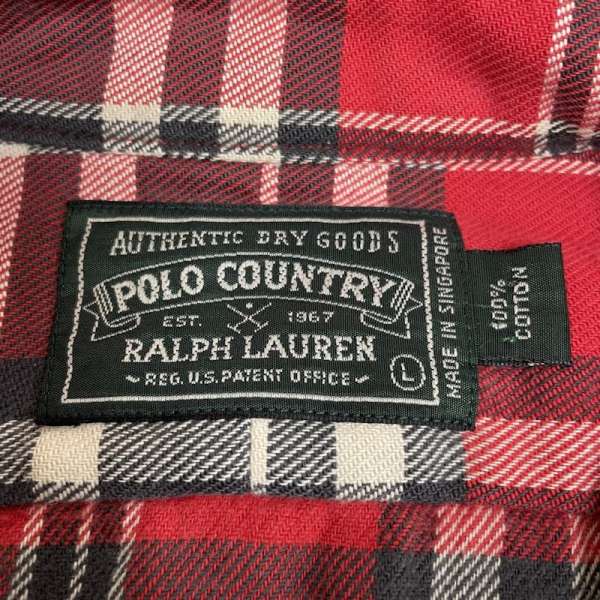 AUTHENTIC DRY GOODS
POLO COUNTRY
EST. 1967
RALPH LAUREN
REG. U.S. PATENT OFFICE
L
MADE IN SINGAPORE
100%
COTTON